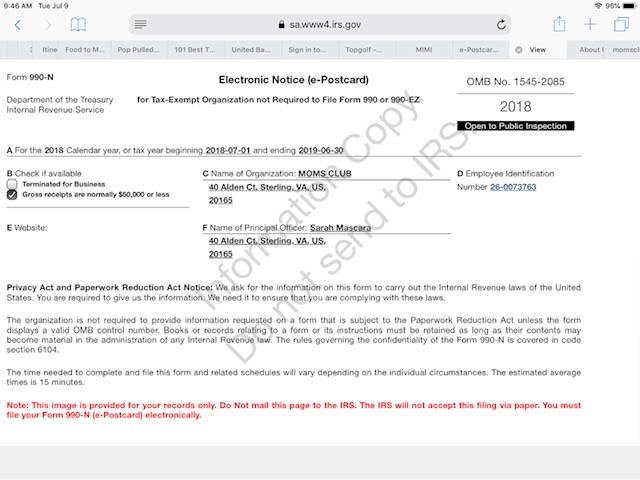 9:46 AM Tue Jul 9
96%
sa.www4.irs.gov
Itine Food to M... Pop Pulled... 101 Best T... United Ba... Sign in to... Topgolf -... MIMI e-Postcar... View About momscl
Form 990-N
Electronic Notice (e-Postcard)
OMB No. 1545-2085
Department of the Treasury
Internal Revenue Service
for Tax-Exempt Organization not Required to File Form 990 or 990-EZ
2018
Open to Public Inspection
A For the 2018 Calendar year, or tax year beginning 2018-07-01 and ending 2019-06-30
B Check if available
Terminated for Business
Gross receipts are normally $50,000 or less
C Name of Organization: MOMS CLUB
40 Alden Ct, Sterling, VA, US,
20165
D Employee Identification
Number 26-0073763
E Website:
F Name of Principal Officer: Sarah Mascara
40 Alden Ct, Sterling, VA, US,
20165
Information Copy.
Do not send to IRS.
Privacy Act and Paperwork Reduction Act Notice: We ask for the information on this form to carry out the Internal Revenue laws of the United
States. You are required to give us the information. We need it to ensure that you are complying with these laws.
The organization is not required to provide information requested on a form that is subject to the Paperwork Reduction Act unless the form
displays a valid OMB control number. Books or records relating to a form or its instructions must be retained as long as their contents may
become material in the administration of any Internal Revenue law. The rules governing the confidentiality of the Form 990-N is covered in code
section 6104.
The time needed to complete and file this form and related schedules will vary depending on the individual circumstances. The estimated average
times is 15 minutes.
Note: This image is provided for your records only. Do Not mail this page to the IRS. The IRS will not accept this filing via paper. You must
file your Form 990-N (e-Postcard) electronically.